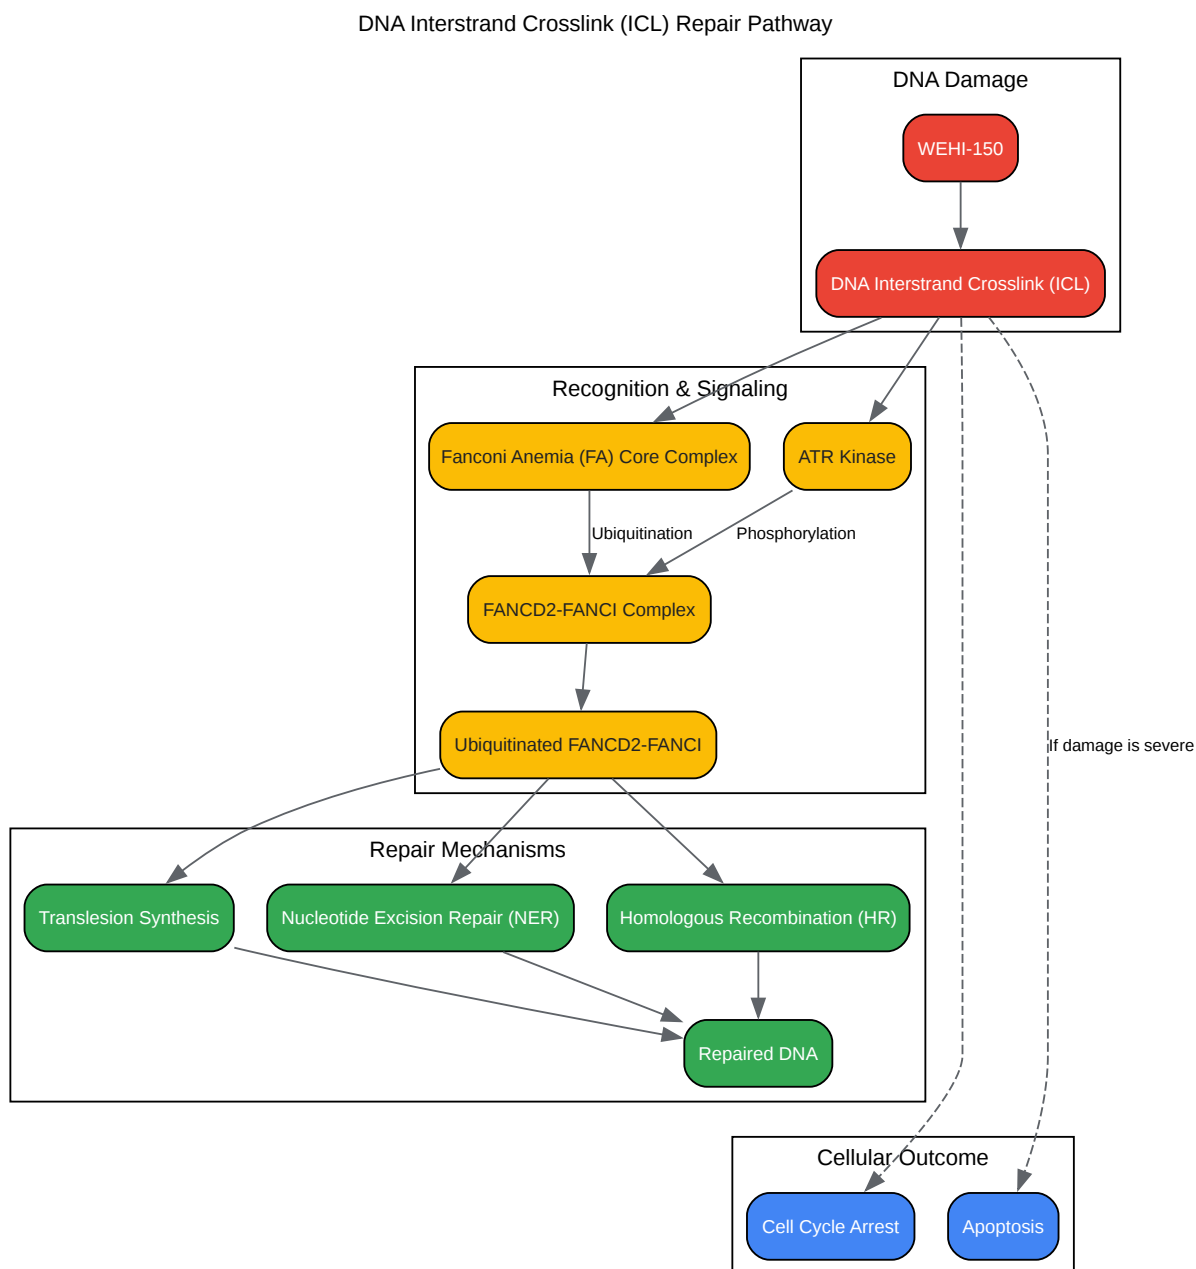 DNA Interstrand Crosslink (ICL) Repair Pathway
DNA Damage
WEHI-150
DNA Interstrand Crosslink (ICL)
Recognition & Signaling
Fanconi Anemia (FA) Core Complex
ATR Kinase
Ubiquitination
Phosphorylation
FANCD2-FANCI Complex
Ubiquitinated FANCD2-FANCI
If damage is severe
Repair Mechanisms
Translesion Synthesis
Nucleotide Excision Repair (NER)
Homologous Recombination (HR)
Repaired DNA
Cellular Outcome
Cell Cycle Arrest
Apoptosis